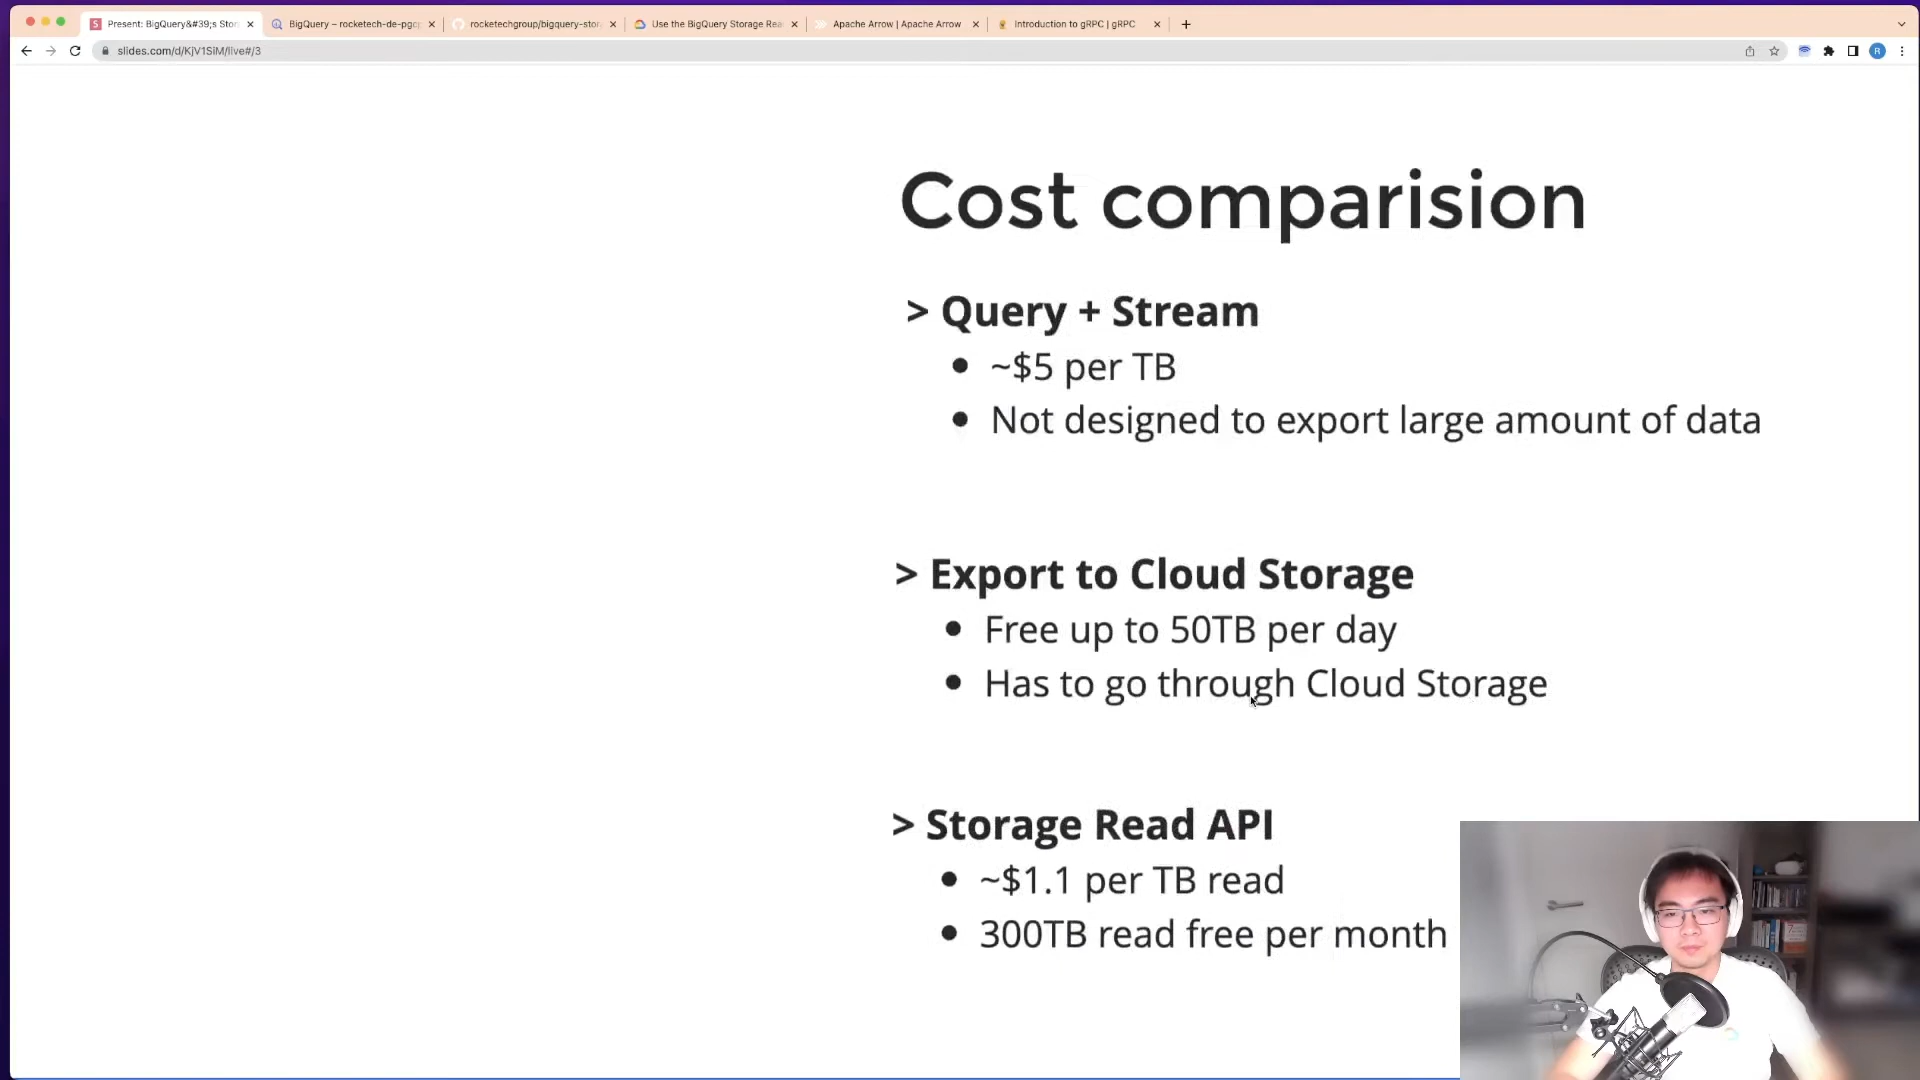 Present: BigQuery&#39;s Stor
BigQuery – rocketech-de-pgcp
rocketechgroup/bigquery-stor
Use the BigQuery Storage Rea
Apache Arrow | Apache Arrow
Introduction to gRPC | gRPC
slides.com/d/KjV1SiM/live#/3
Cost comparision
> Query + Stream
● ~$5 per TB
● Not designed to export large amount of data
> Export to Cloud Storage
● Free up to 50TB per day
● Has to go through Cloud Storage
> Storage Read API
● ~$1.1 per TB read
● 300TB read free per month